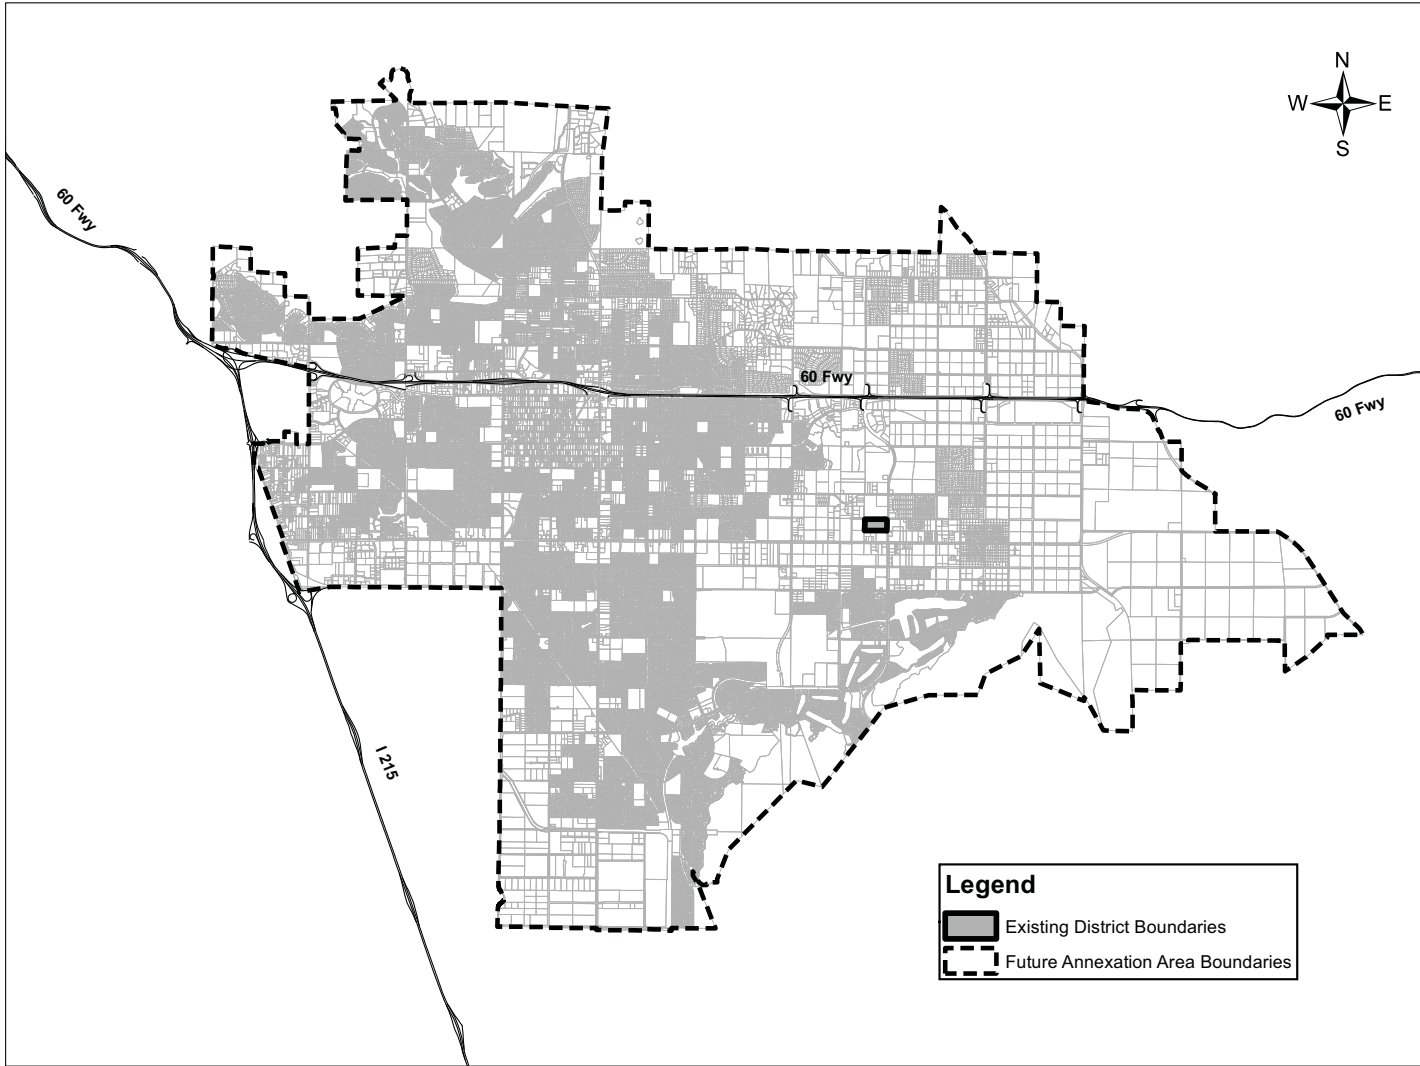 N
W E
S
60 Fwy
60 Fwy
60 Fwy
I 215
Legend
Existing District Boundaries
Future Annexation Area Boundaries